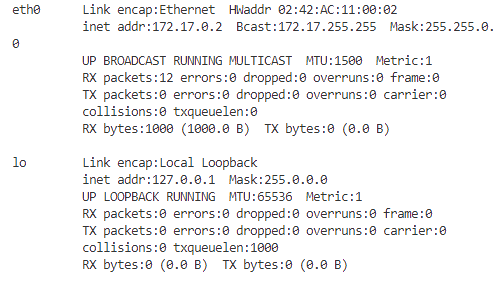 eth0      Link encap:Ethernet  HWaddr 02:42:AC:11:00:02
          inet addr:172.17.0.2  Bcast:172.17.255.255  Mask:255.255.0.
0
          UP BROADCAST RUNNING MULTICAST  MTU:1500  Metric:1
          RX packets:12 errors:0 dropped:0 overruns:0 frame:0
          TX packets:0 errors:0 dropped:0 overruns:0 carrier:0
          collisions:0 txqueuelen:0
          RX bytes:1000 (1000.0 B)  TX bytes:0 (0.0 B)

lo        Link encap:Local Loopback
          inet addr:127.0.0.1  Mask:255.0.0.0
          UP LOOPBACK RUNNING  MTU:65536  Metric:1
          RX packets:0 errors:0 dropped:0 overruns:0 frame:0
          TX packets:0 errors:0 dropped:0 overruns:0 carrier:0
          collisions:0 txqueuelen:1000
          RX bytes:0 (0.0 B)  TX bytes:0 (0.0 B)